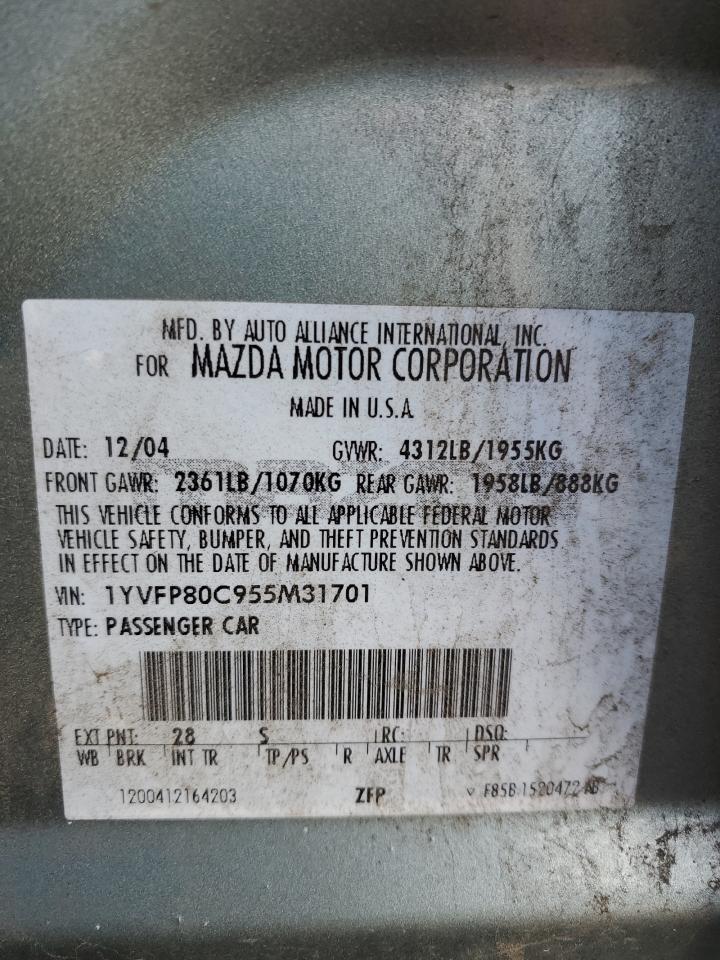 MFD. BY AUTO ALLIANCE INTERNATIONAL, INC.
FOR MAZDA MOTOR CORPORATION
MADE IN U.S.A.
DATE: 12/04 GVWR: 4312LB/1955KG
FRONT GAWR: 2361LB/1070KG REAR GAWR: 1958LB/888KG
THIS VEHICLE CONFORMS TO ALL APPLICABLE FEDERAL MOTOR
VEHICLE SAFETY, BUMPER, AND THEFT PREVENTION STANDARDS
IN EFFECT ON THE DATE OF MANUFACTURE SHOWN ABOVE.
VIN: 1YVFP80C955M31701
TYPE: PASSENGER CAR
EXT PNT: 28 S RC: DSO:
WB BRK INT TR TP/PS R AXLE TR SPR
1200412164203 ZFP F85B 1520472 AB